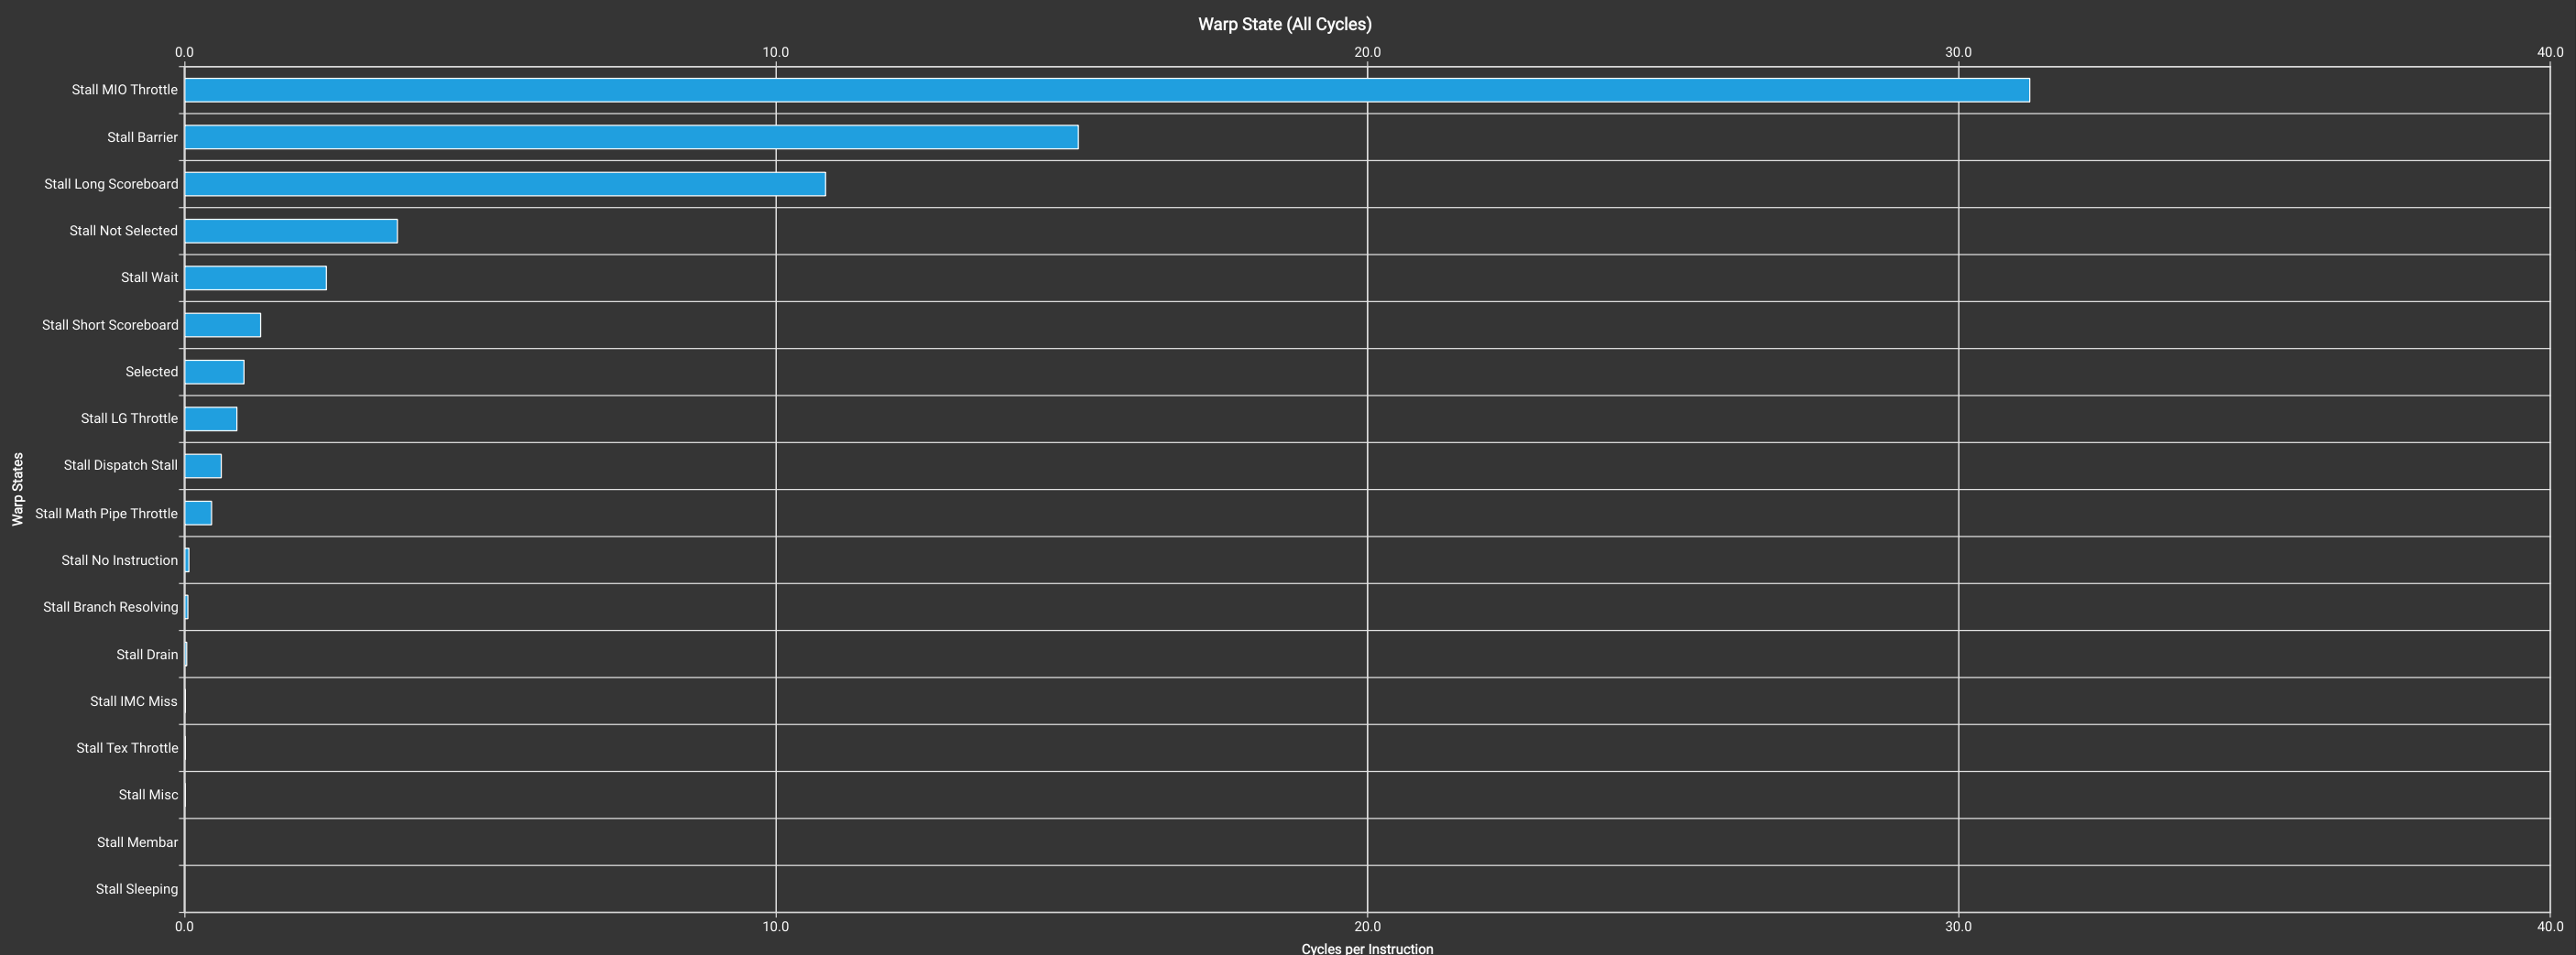 Warp State (All Cycles)
0.0 10.0 20.0 30.0 40.0
Stall MIO Throttle
Stall Barrier
Stall Long Scoreboard
Stall Not Selected
Stall Wait
Stall Short Scoreboard
Selected
Stall LG Throttle
Stall Dispatch Stall
Stall Math Pipe Throttle
Stall No Instruction
Stall Branch Resolving
Stall Drain
Stall IMC Miss
Stall Tex Throttle
Stall Misc
Stall Membar
Stall Sleeping
Warp States
0.0 10.0 20.0 30.0 40.0
Cycles per Instruction